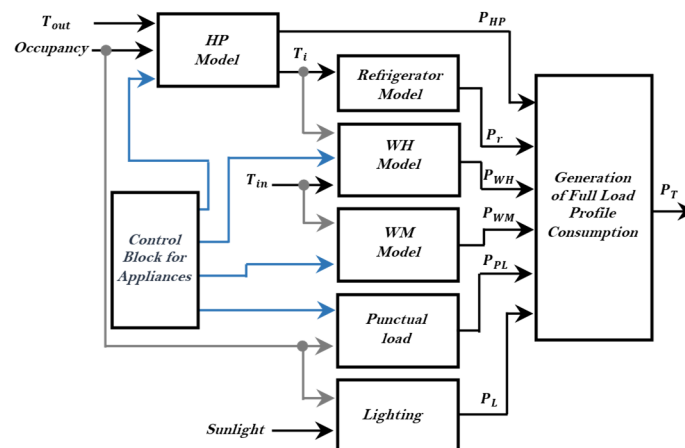 T_out
Occupancy
HP
Model
P_HP
T_i
Refrigerator
Model
P_r
WH
Model
P_WH
T_in
WM
Model
P_WM
Control
Block for
Appliances
P_PL
Punctual
load
Sunlight
Lighting
P_L
Generation
of Full Load
Profile
Consumption
P_T